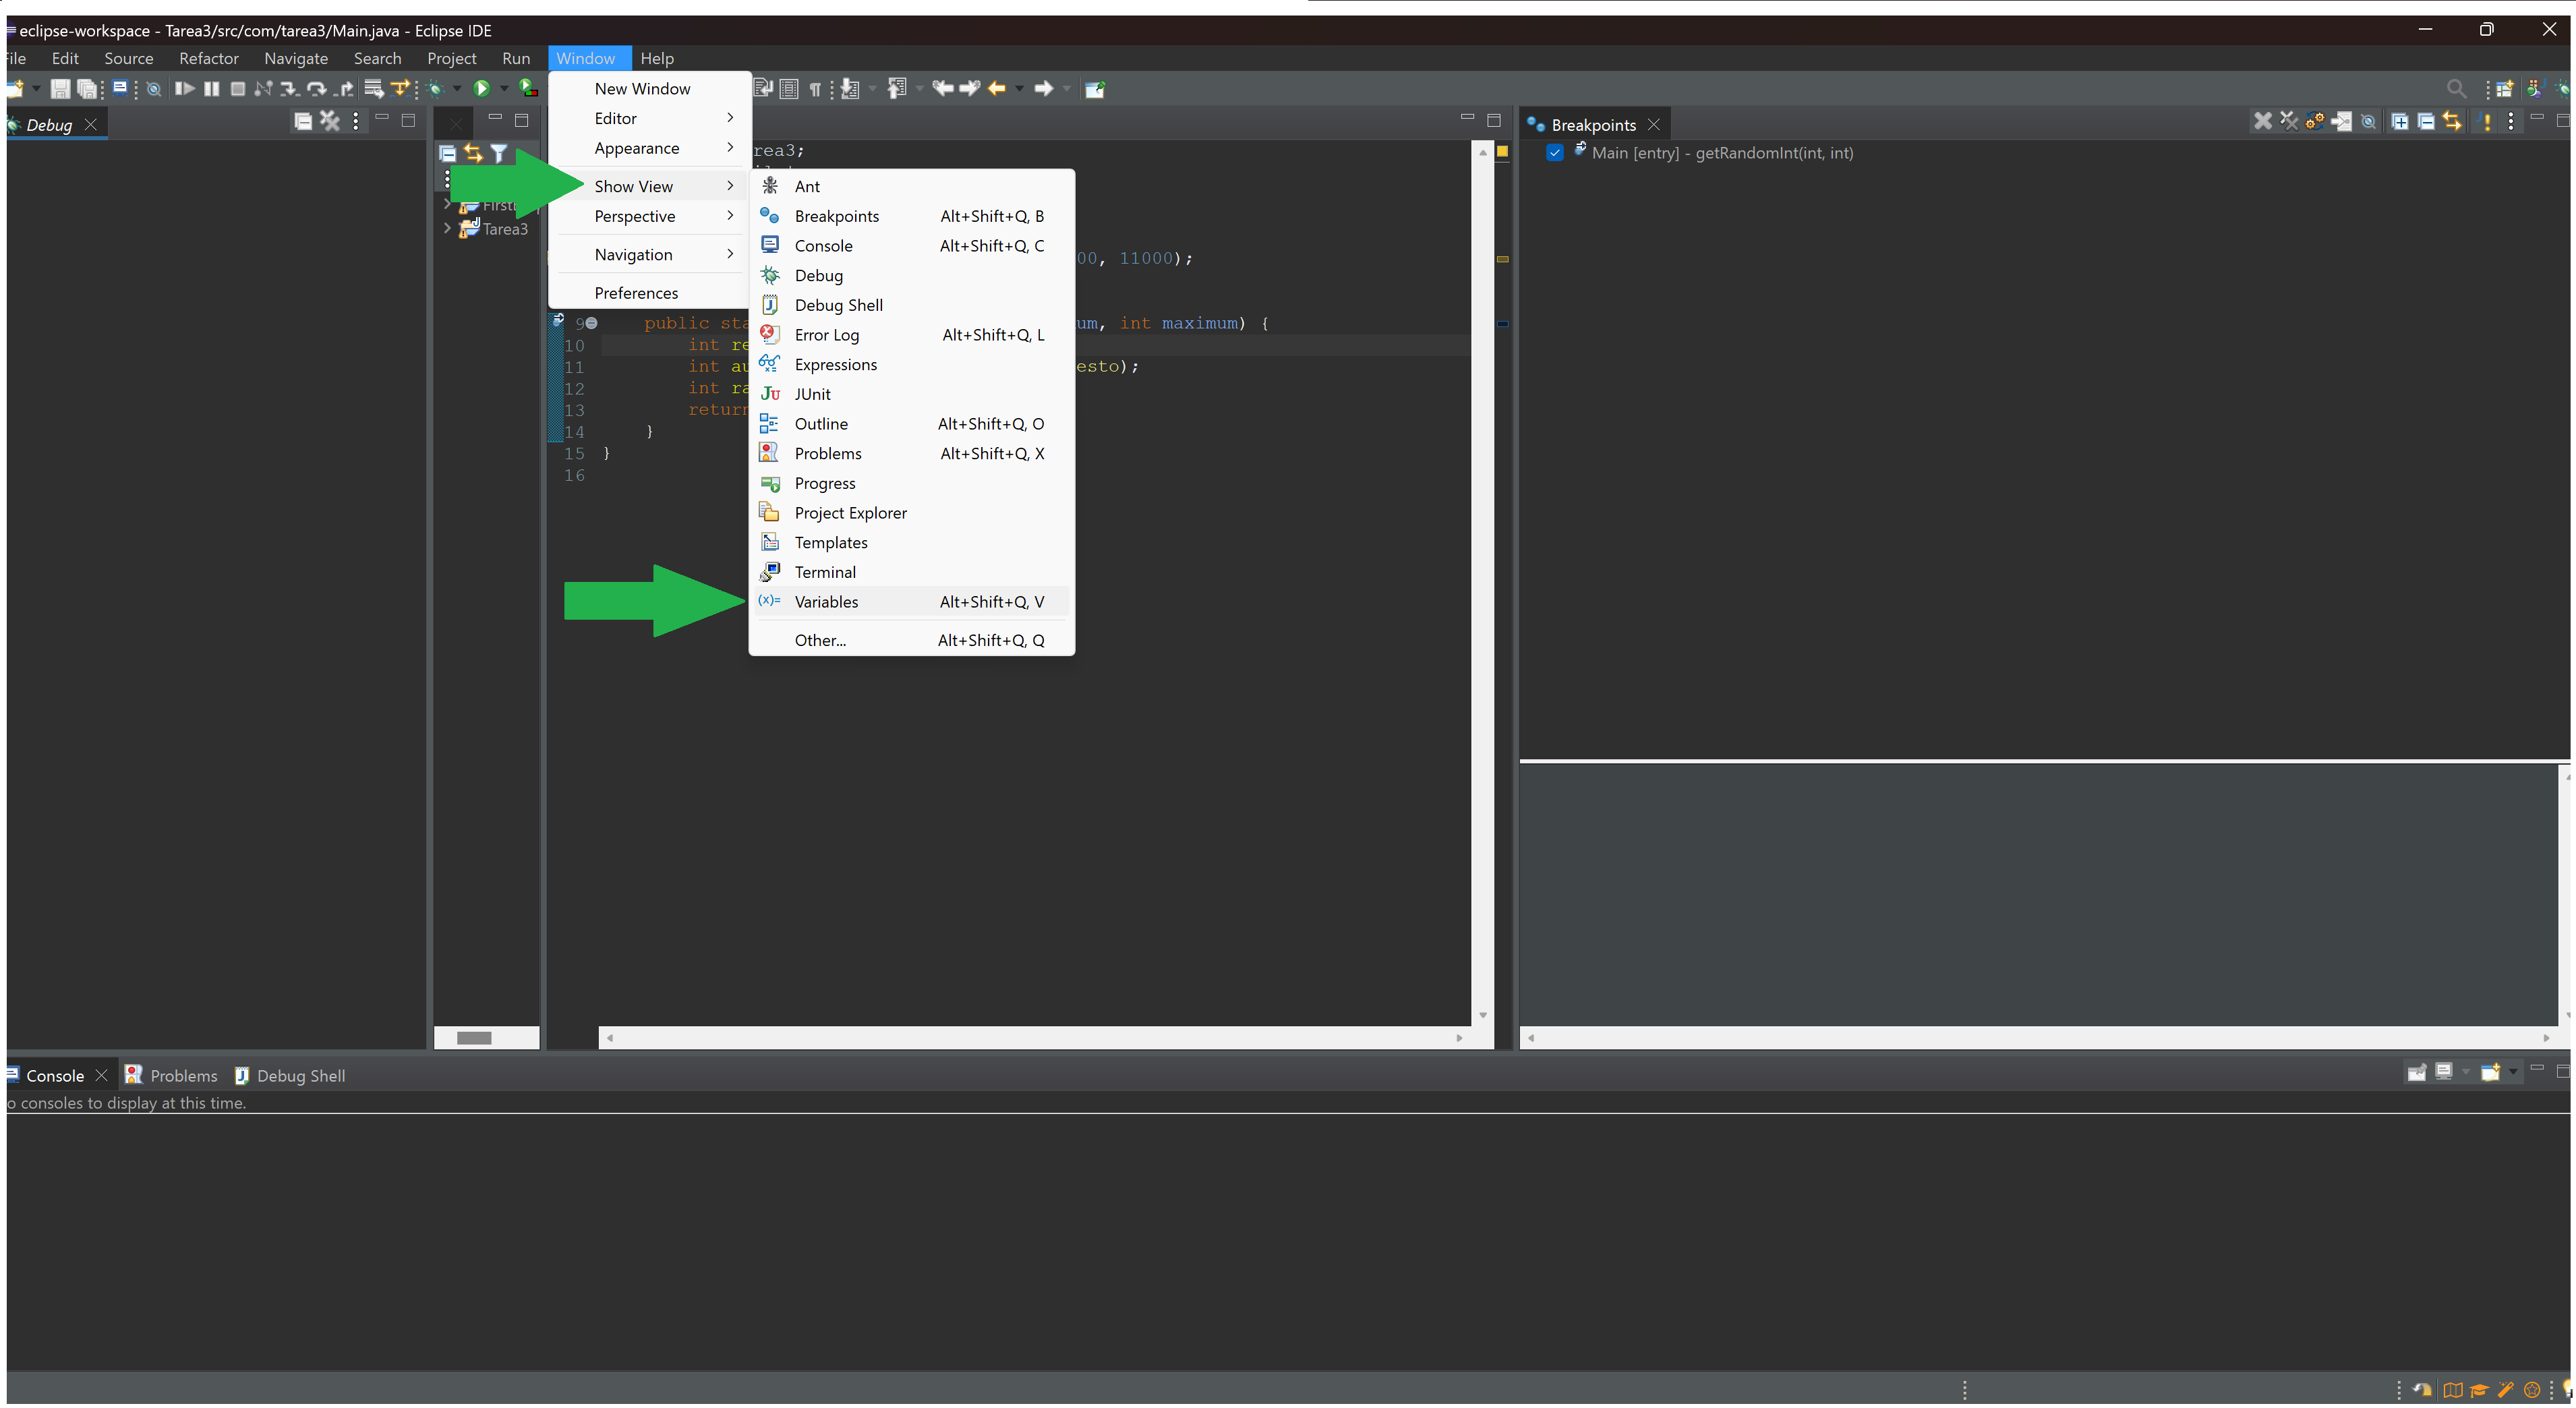 eclipse-workspace - Tarea3/src/com/tarea3/Main.java - Eclipse IDE
ile Edit Source Refactor Navigate Search Project Run Window Help
New Window
Editor
Appearance
Show View
Perspective
Navigation
Preferences
Debug
Tarea3
rea3;
00, 11000);
9 public sta um, int maximum) {
10 int re
11 int au esto);
12 int ra
13 return
14 }
15 }
16
Ant
Breakpoints Alt+Shift+Q, B
Console Alt+Shift+Q, C
Debug
Debug Shell
Error Log Alt+Shift+Q, L
Expressions
JUnit
Outline Alt+Shift+Q, O
Problems Alt+Shift+Q, X
Progress
Project Explorer
Templates
Terminal
(x)= Variables Alt+Shift+Q, V
Other... Alt+Shift+Q, Q
Breakpoints
Main [entry] - getRandomInt(int, int)
Console Problems Debug Shell
o consoles to display at this time.